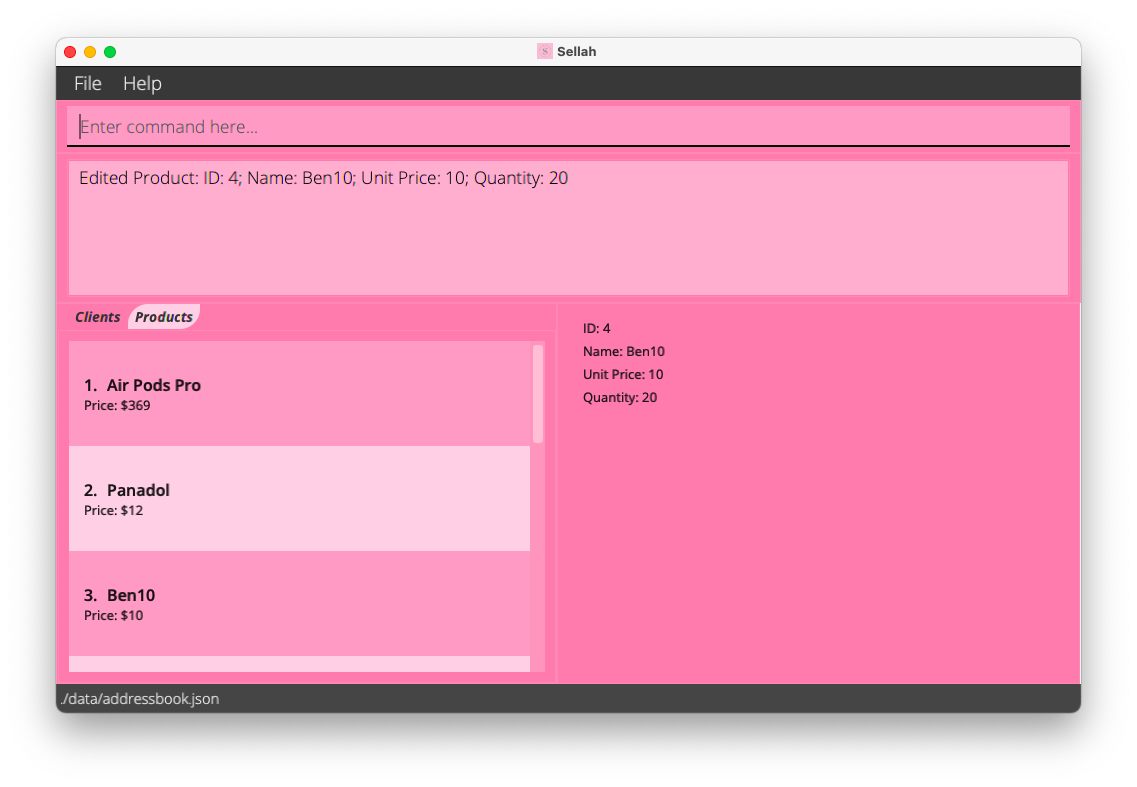 S Sellah
File Help
Enter command here...
Edited Product: ID: 4; Name: Ben10; Unit Price: 10; Quantity: 20
Clients Products
1. Air Pods Pro
Price: $369
2. Panadol
Price: $12
3. Ben10
Price: $10
ID: 4
Name: Ben10
Unit Price: 10
Quantity: 20
./data/addressbook.json